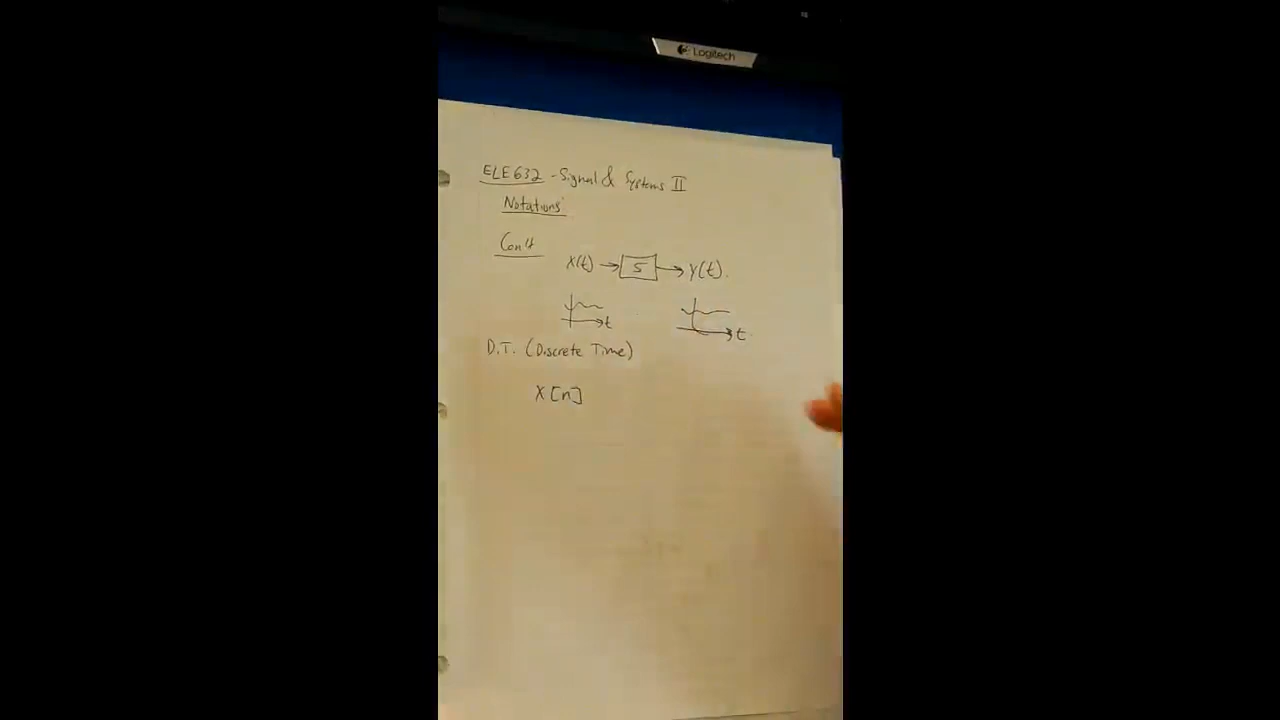 Logitech
ELE632 - Signal & Systems II
Notations
Con't
X(t) → S → y(t).
t t.
D.T. (Discrete Time)
X[n]